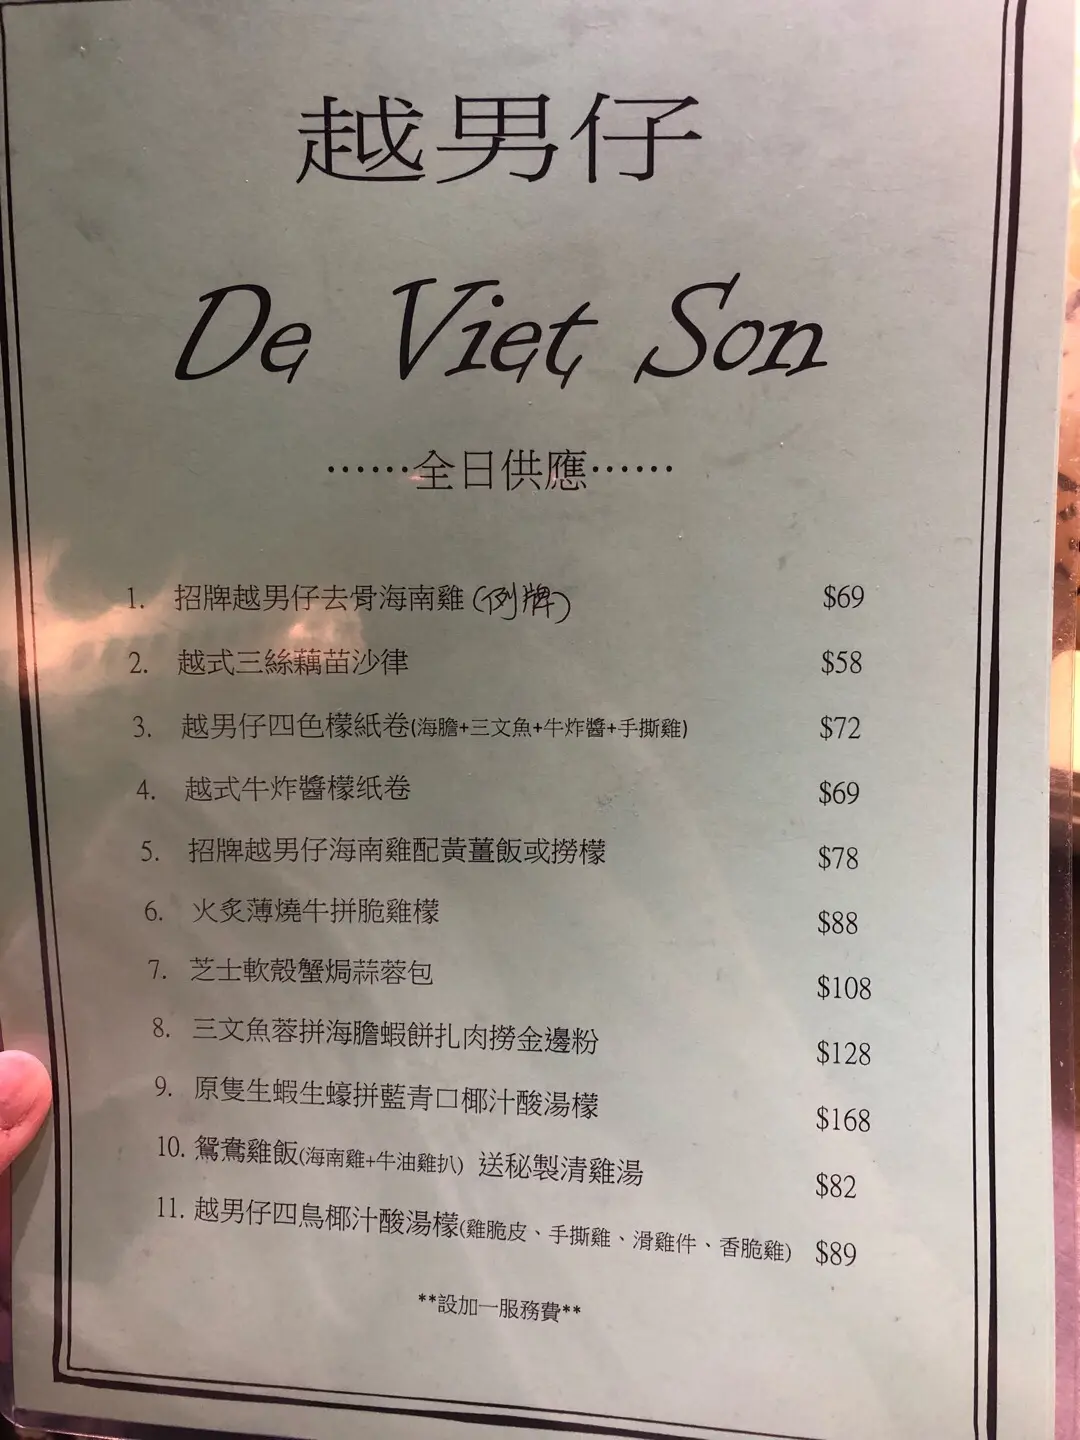 越男仔
De Viet Son
……全日供應……
1. 招牌越男仔去骨海南雞(例牌) $69
2. 越式三絲藕苗沙律 $58
3. 越男仔四色檬紙卷(海膽+三文魚+牛炸醬+手撕雞) $72
4. 越式牛炸醬檬纸卷 $69
5. 招牌越男仔海南雞配黃薑飯或撈檬 $78
6. 火炙薄燒牛拼脆雞檬 $88
7. 芝士軟殼蟹焗蒜蓉包 $108
8. 三文魚蓉拼海膽蝦餅扎肉撈金邊粉 $128
9. 原隻生蝦生蠔拼藍青口椰汁酸湯檬 $168
10. 鴛鴦雞飯(海南雞+牛油雞扒) 送秘製清雞湯 $82
11. 越男仔四鳥椰汁酸湯檬(雞脆皮、手撕雞、滑雞件、香脆雞) $89
**設加一服務費**